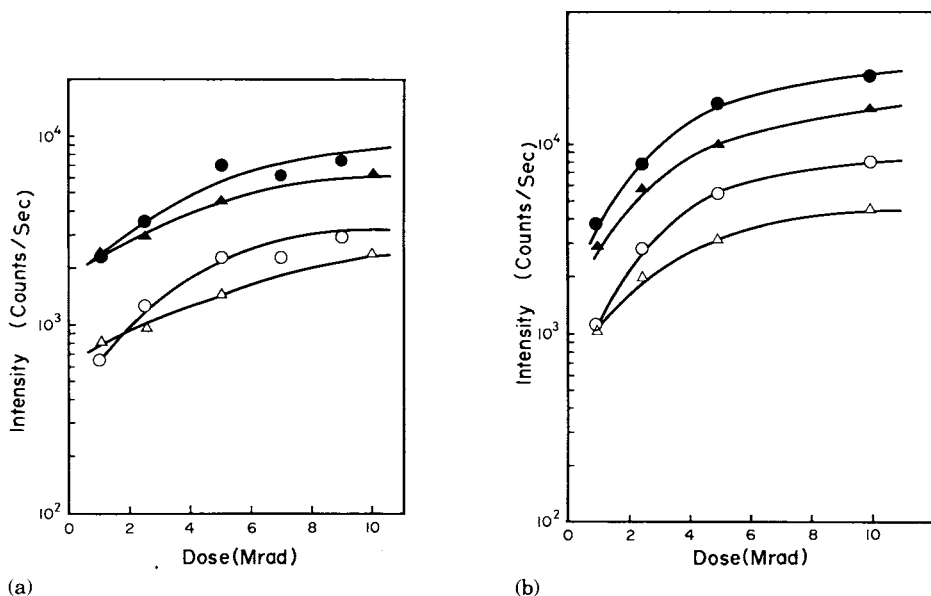 10⁴
10³
10²
Intensity (Counts/Sec)
0 2 4 6 8 10
Dose(Mrad)
(a)
10⁴
10³
10²
Intensity (Counts/Sec)
0 2 4 6 8 10
Dose(Mrad)
(b)